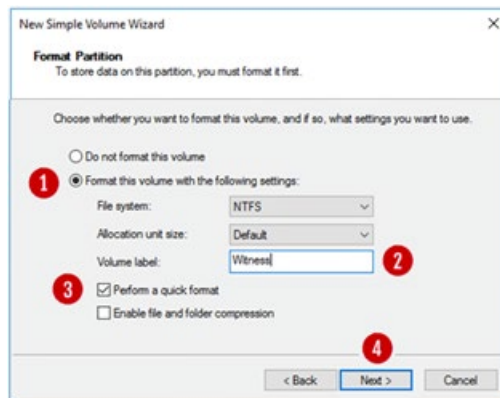 New Simple Volume Wizard
Format Partition
To store data on this partition, you must format it first.
Choose whether you want to format this volume, and if so, what settings you want to use.
Do not format this volume
1 Format this volume with the following settings:
File system: NTFS
Allocation unit size: Default
Volume label: Witness 2
3 Perform a quick format
Enable file and folder compression
4
< Back Next > Cancel